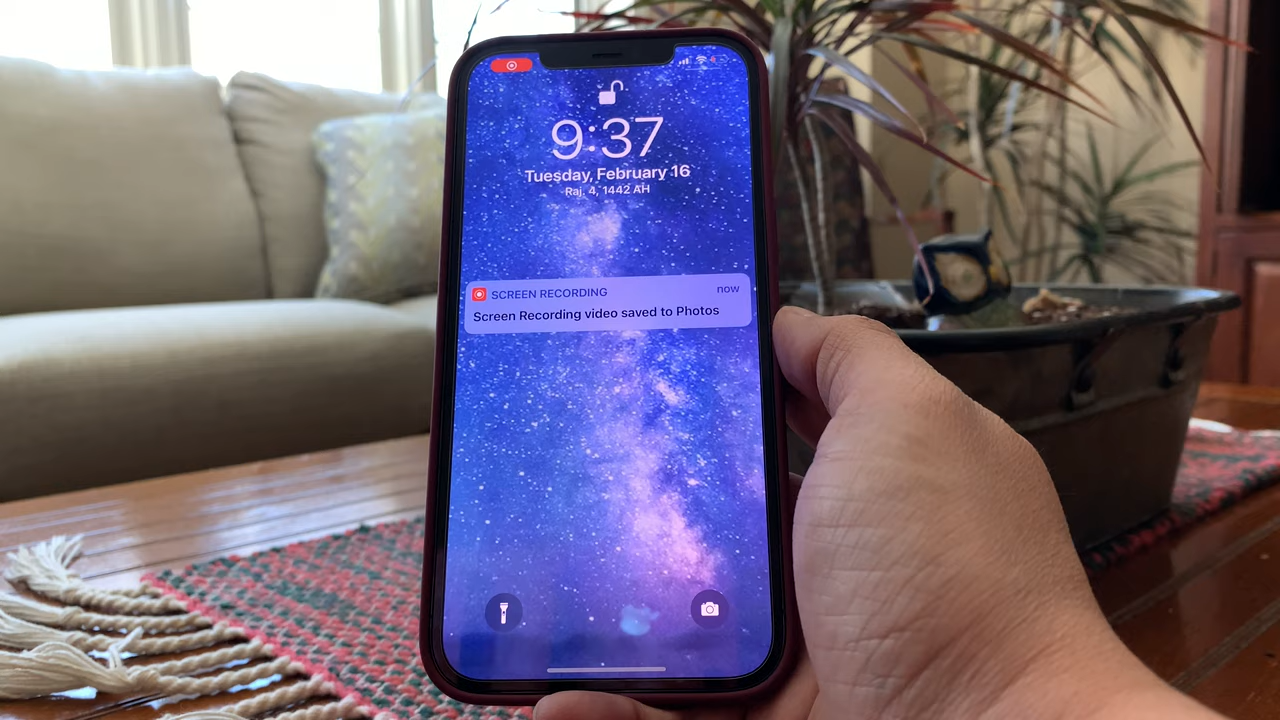 9:37
Tuesday, February 16
Raj. 4, 1442 AH
SCREEN RECORDING
now
Screen Recording video saved to Photos